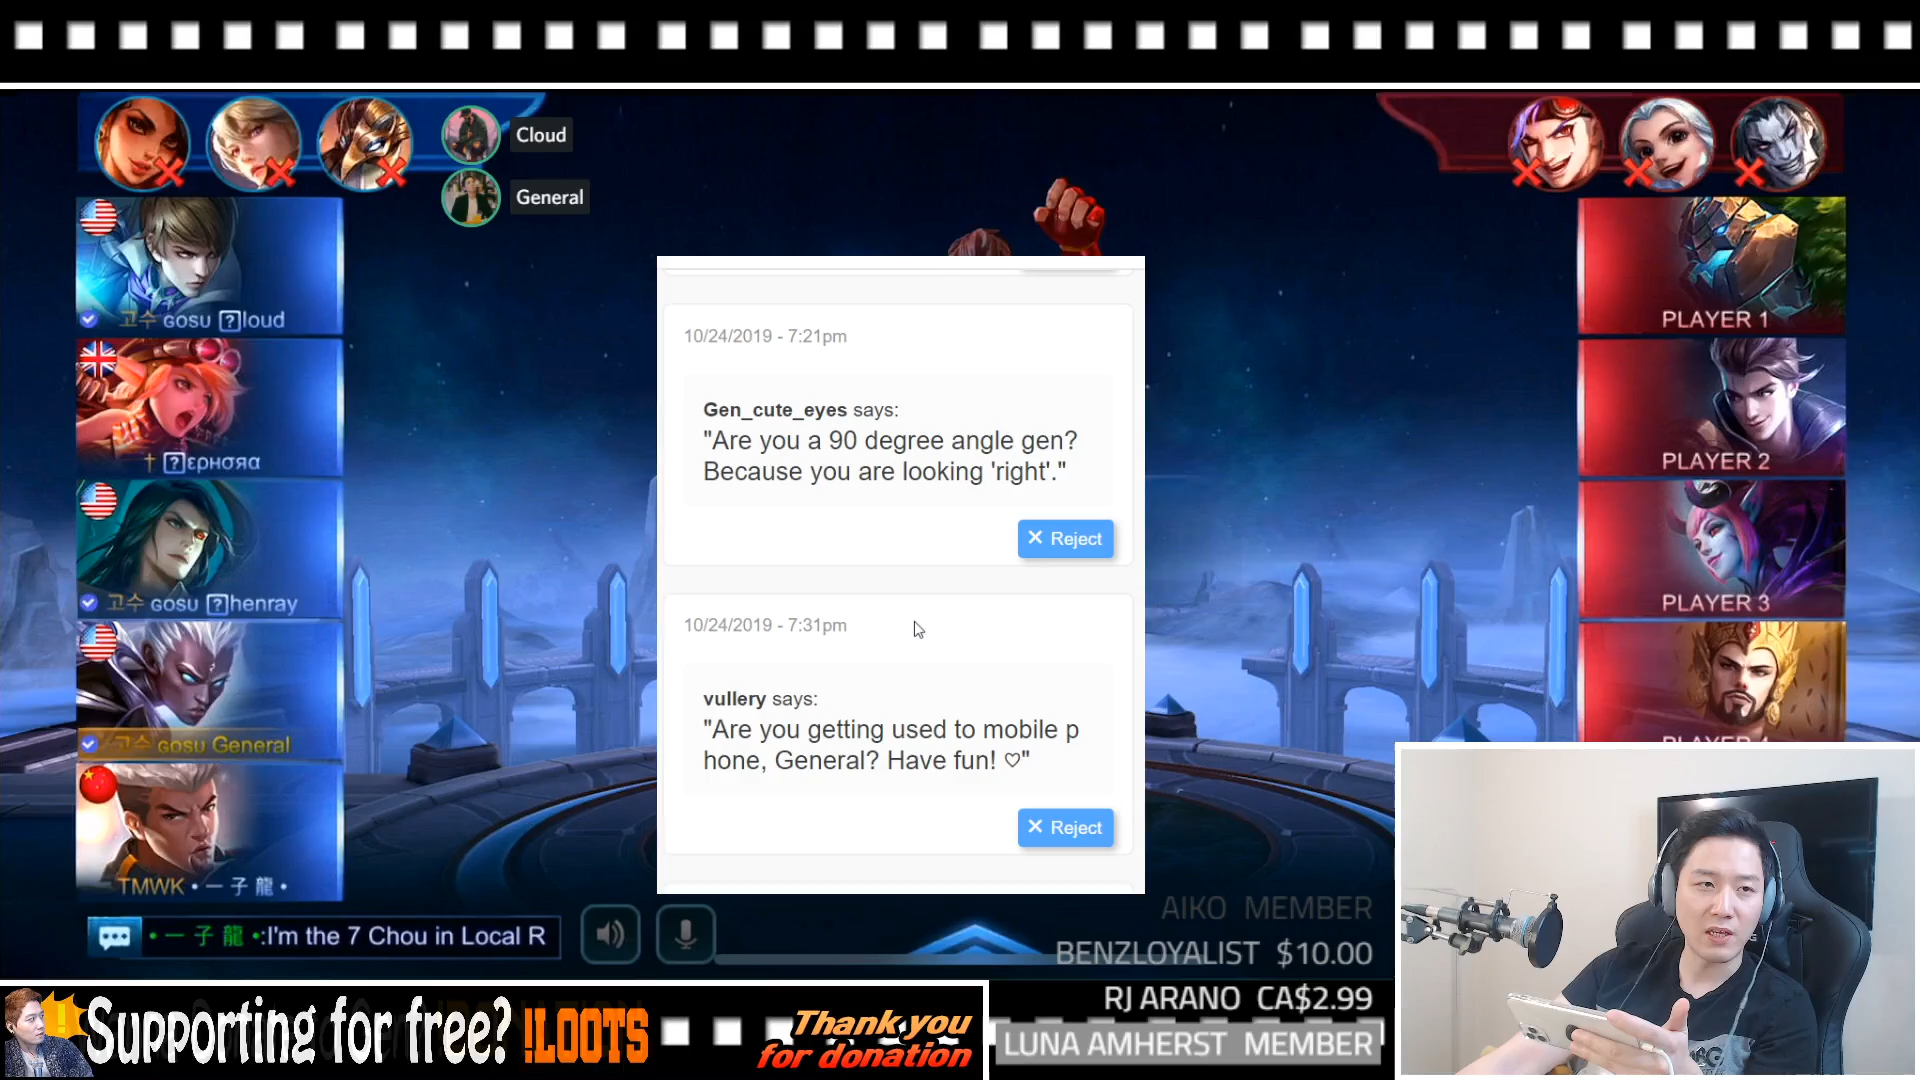 Cloud
General
고수 GOSU ?loud
† ?ερнσяα
고수 GOSU ?henray
고수 GOSU General
TMWK • 一 子 龍 •
PLAYER 1
PLAYER 2
PLAYER 3
10/24/2019 - 7:21pm
Gen_cute_eyes says:
"Are you a 90 degree angle gen?
Because you are looking 'right'."
✕ Reject
10/24/2019 - 7:31pm
vullery says:
"Are you getting used to mobile p
hone, General? Have fun! ♡"
✕ Reject
• 一 子 龍 •:I'm the 7 Chou in Local R
AIKO MEMBER
BENZLOYALIST $10.00
RJ ARANO CA$2.99
LUNA AMHERST MEMBER
Supporting for free? !LOOTS
Thank you
for donation